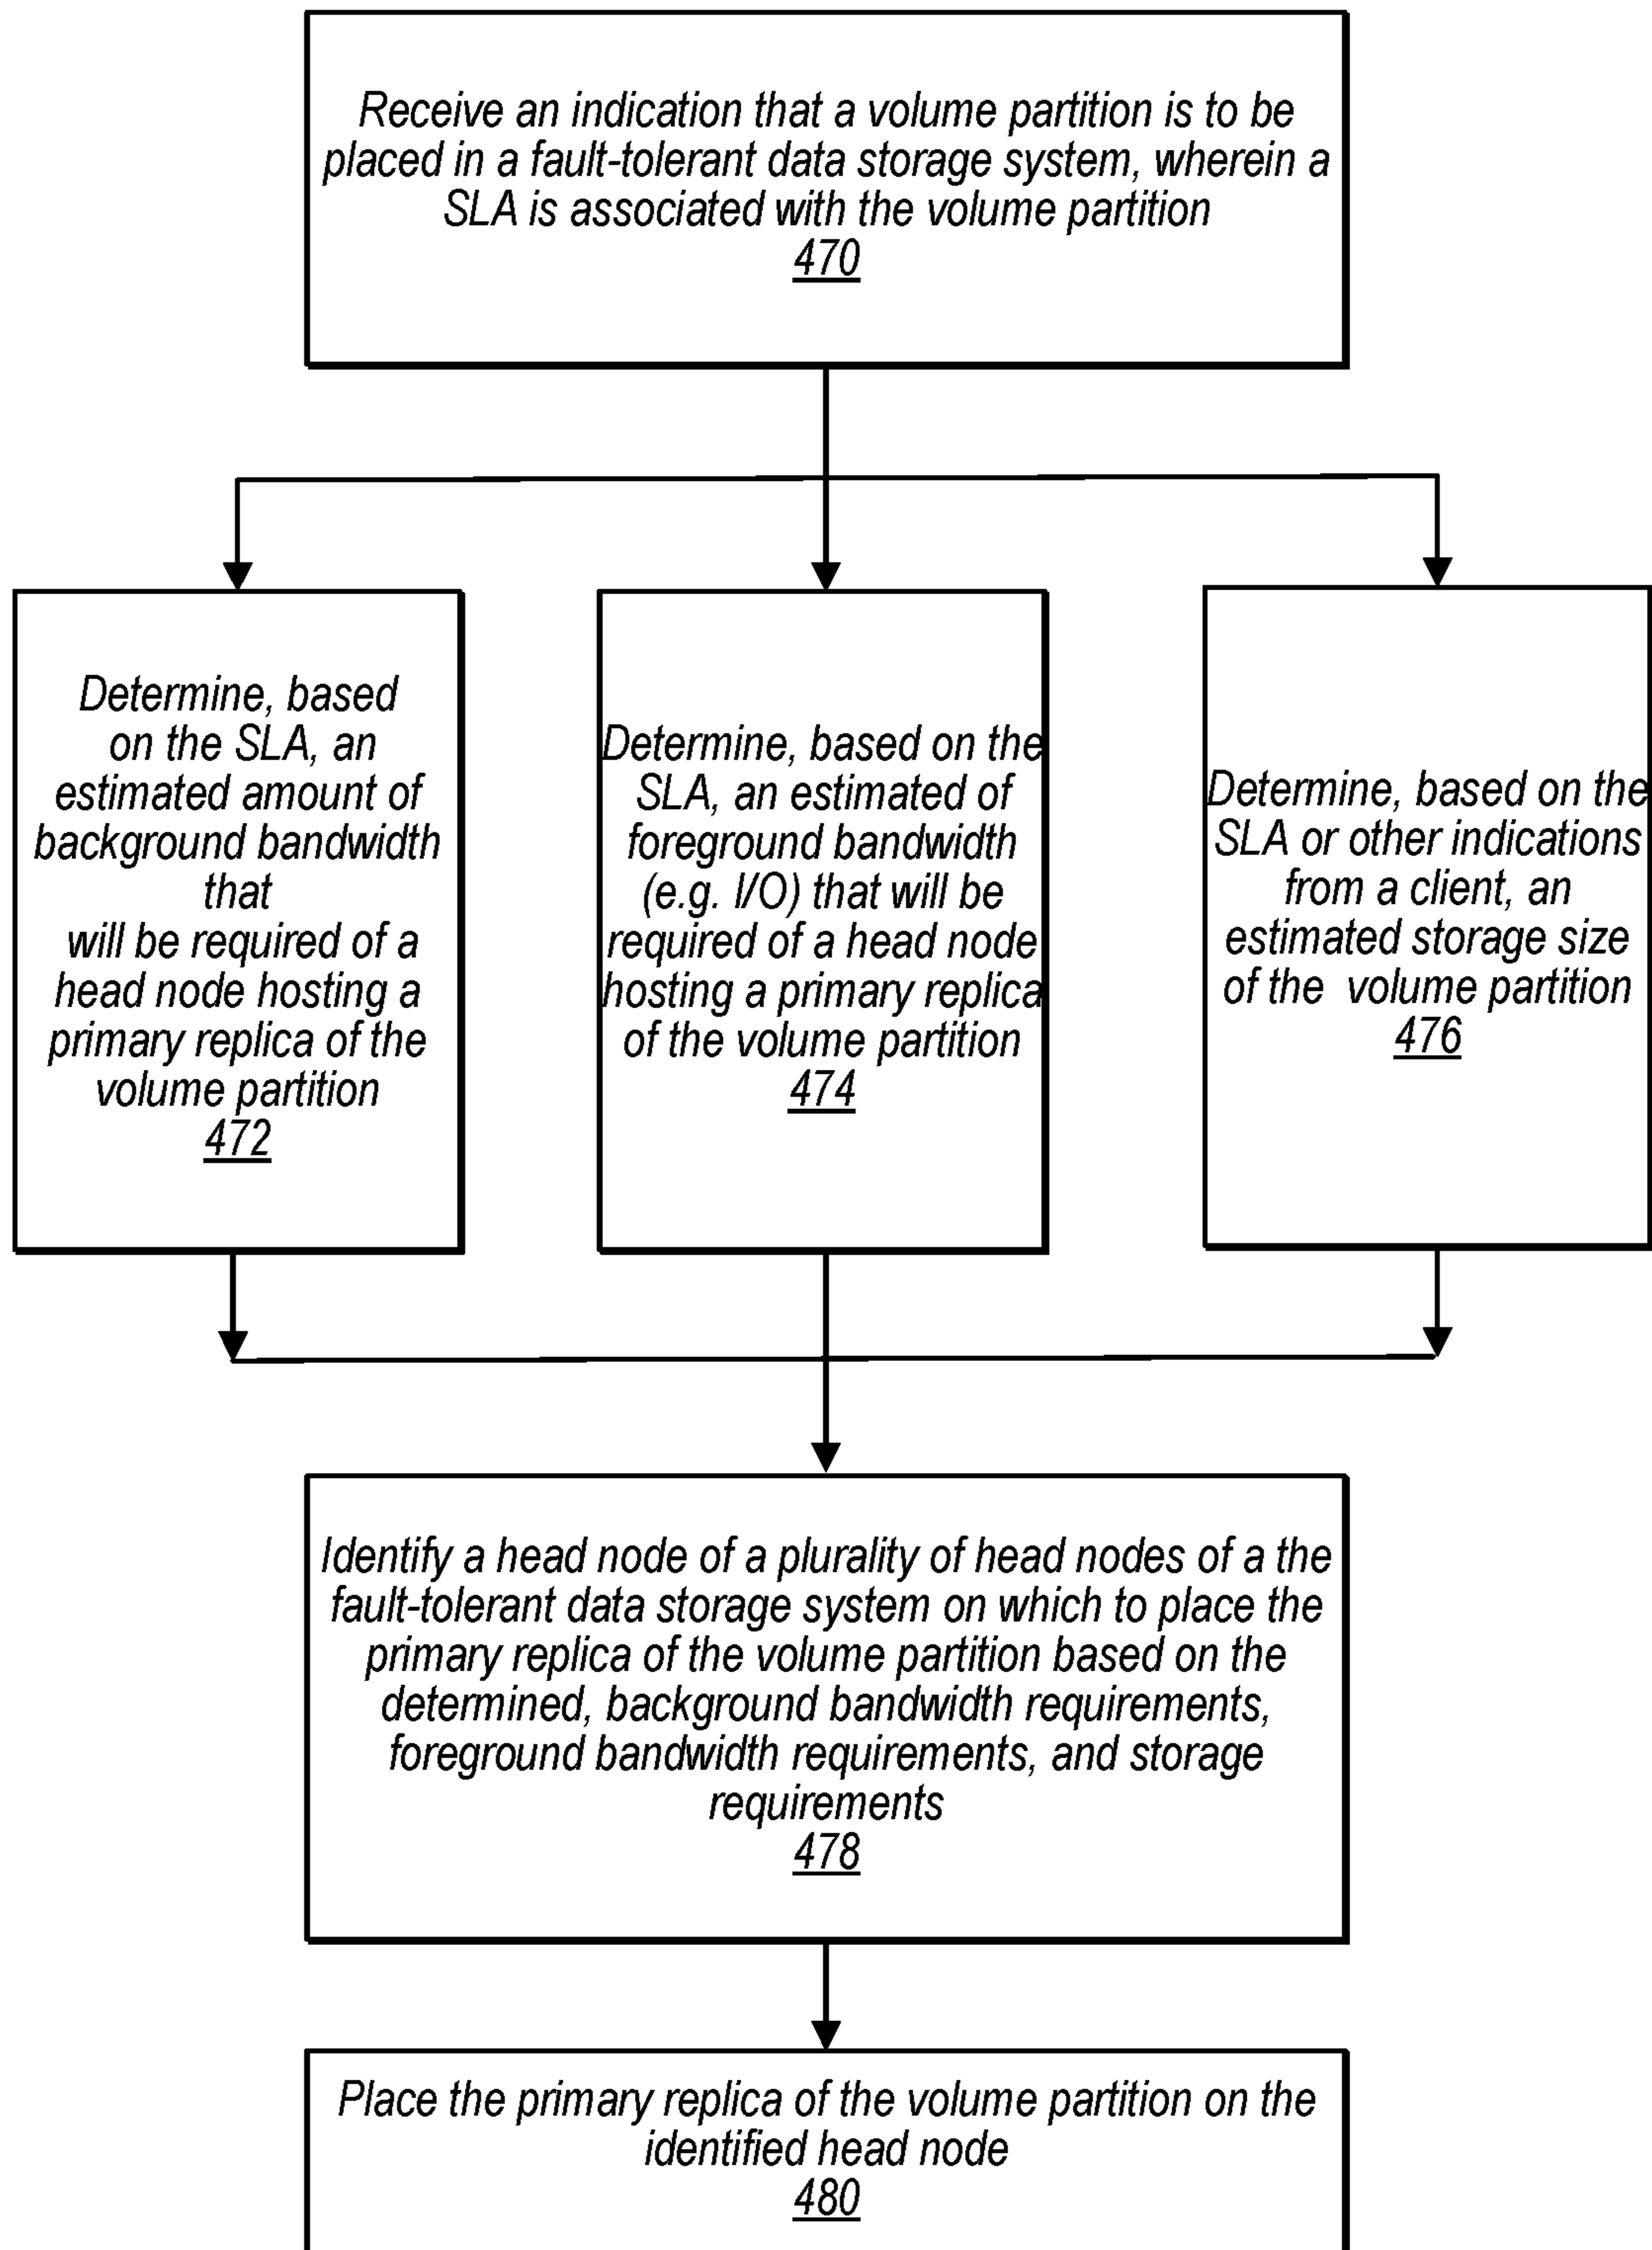 Receive an indication that a volume partition is to be
placed in a fault-tolerant data storage system, wherein a
SLA is associated with the volume partition
470
Determine, based
on the SLA, an
estimated amount of
background bandwidth
that
will be required of a
head node hosting a
primary replica of the
volume partition
472
Determine, based on the
SLA, an estimated of
foreground bandwidth
(e.g. I/O) that will be
required of a head node
hosting a primary replica
of the volume partition
474
Determine, based on the
SLA or other indications
from a client, an
estimated storage size
of the  volume partition
476
Identify a head node of a plurality of head nodes of a the
fault-tolerant data storage system on which to place the
primary replica of the volume partition based on the
determined, background bandwidth requirements,
foreground bandwidth requirements, and storage
requirements
478
Place the primary replica of the volume partition on the
identified head node
480